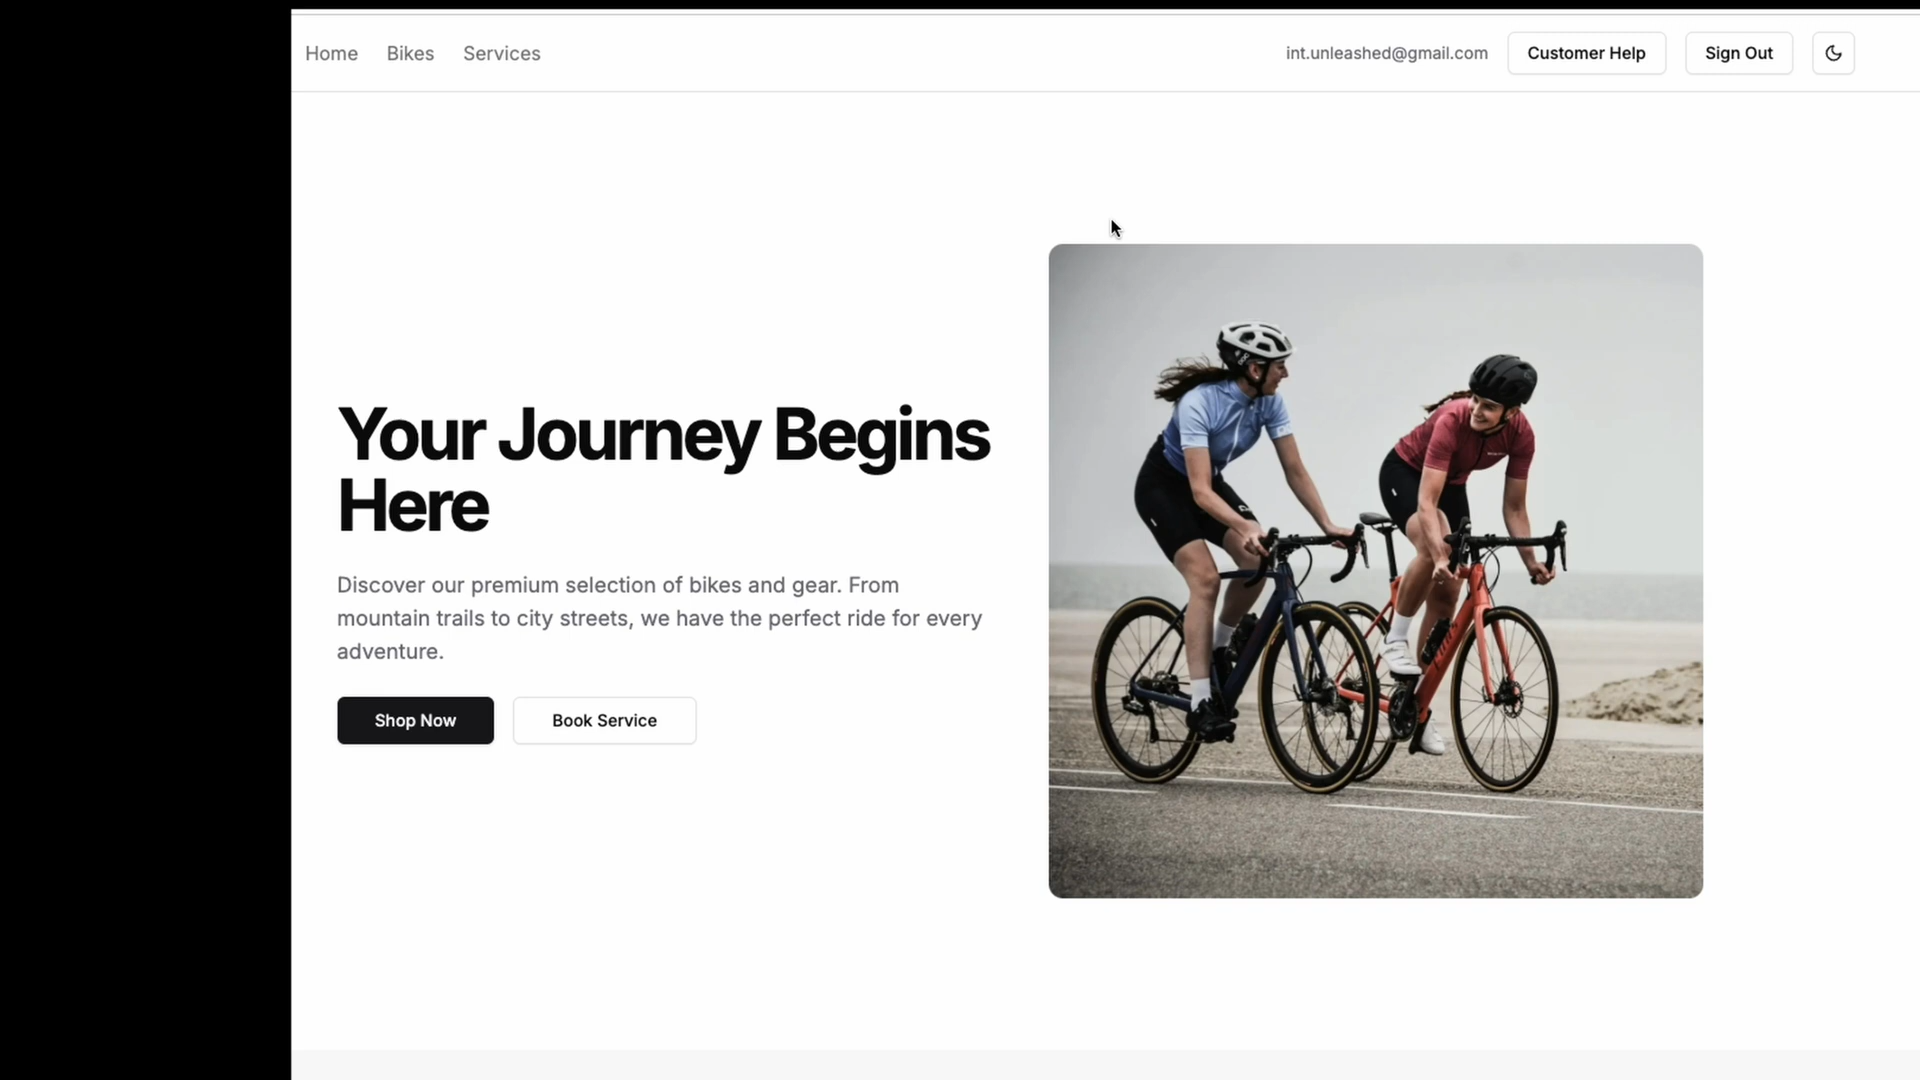 Home Bikes Services int.unleashed@gmail.com Customer Help Sign Out
Your Journey Begins
Here
Discover our premium selection of bikes and gear. From
mountain trails to city streets, we have the perfect ride for every
adventure.
Shop Now Book Service